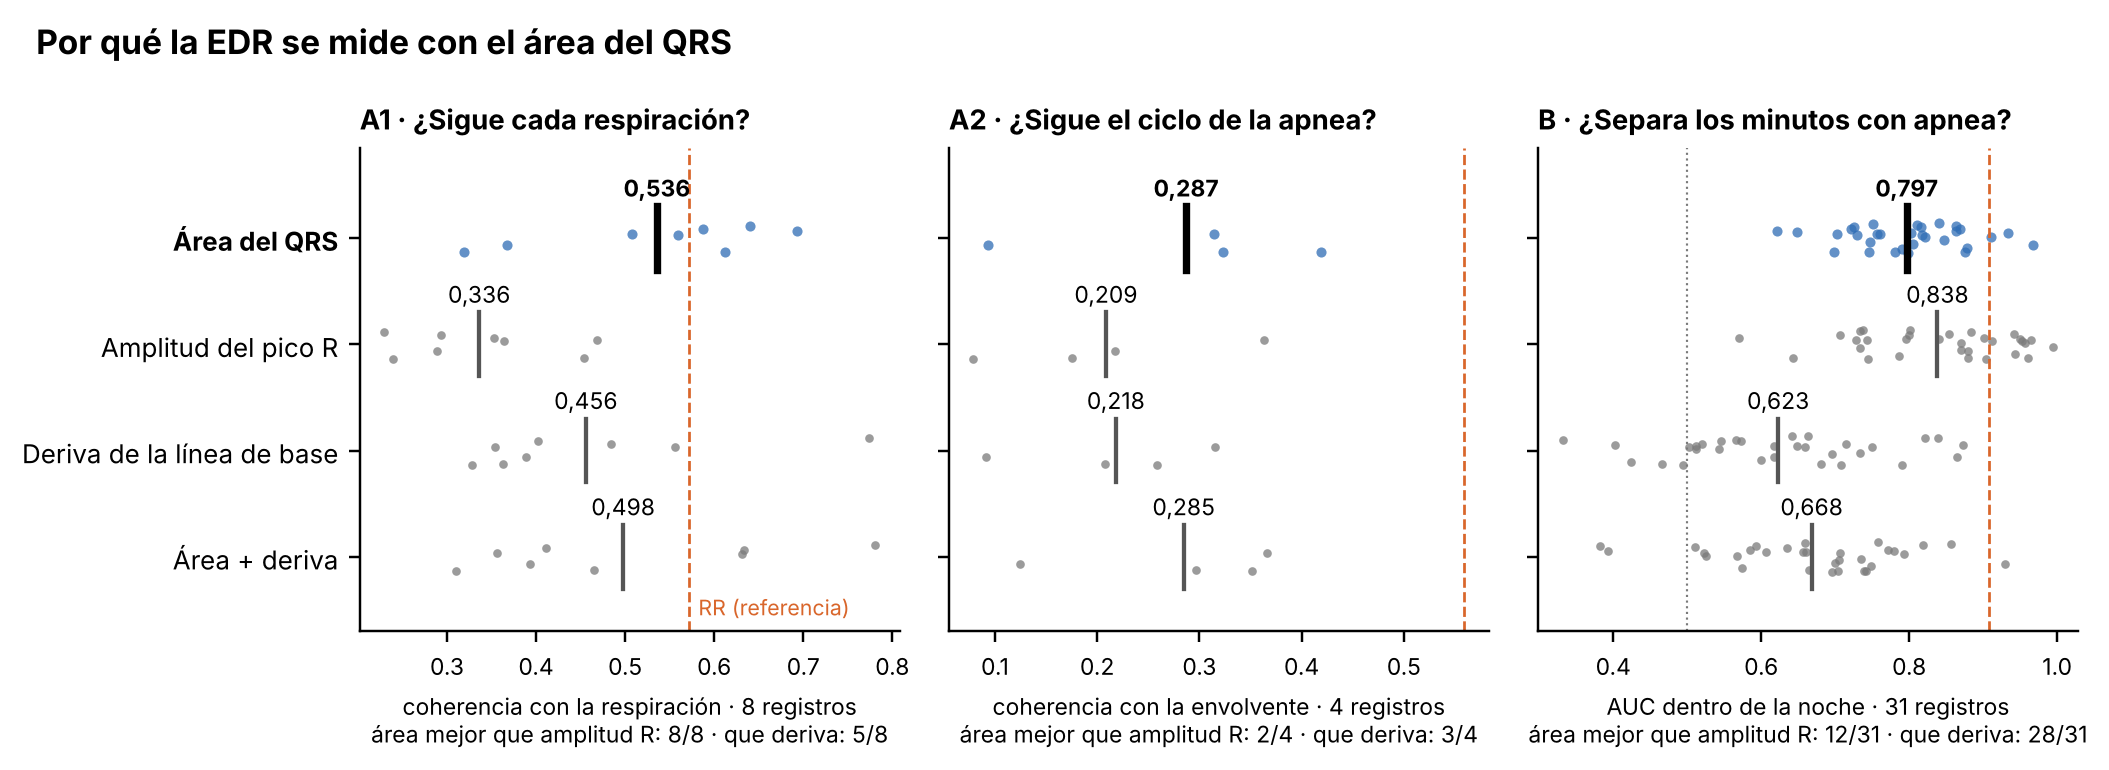 Por qué la EDR se mide con el área del QRS
A1 · ¿Sigue cada respiración?
A2 · ¿Sigue el ciclo de la apnea?
B · ¿Separa los minutos con apnea?
Área del QRS
Amplitud del pico R
Deriva de la línea de base
Área + deriva
0,536
0,336
0,456
0,498
RR (referencia)
0.3 0.4 0.5 0.6 0.7 0.8
coherencia con la respiración · 8 registros
área mejor que amplitud R: 8/8 · que deriva: 5/8
0,287
0,209
0,218
0,285
0.1 0.2 0.3 0.4 0.5
coherencia con la envolvente · 4 registros
área mejor que amplitud R: 2/4 · que deriva: 3/4
0,797
0,838
0,623
0,668
0.4 0.6 0.8 1.0
AUC dentro de la noche · 31 registros
área mejor que amplitud R: 12/31 · que deriva: 28/31